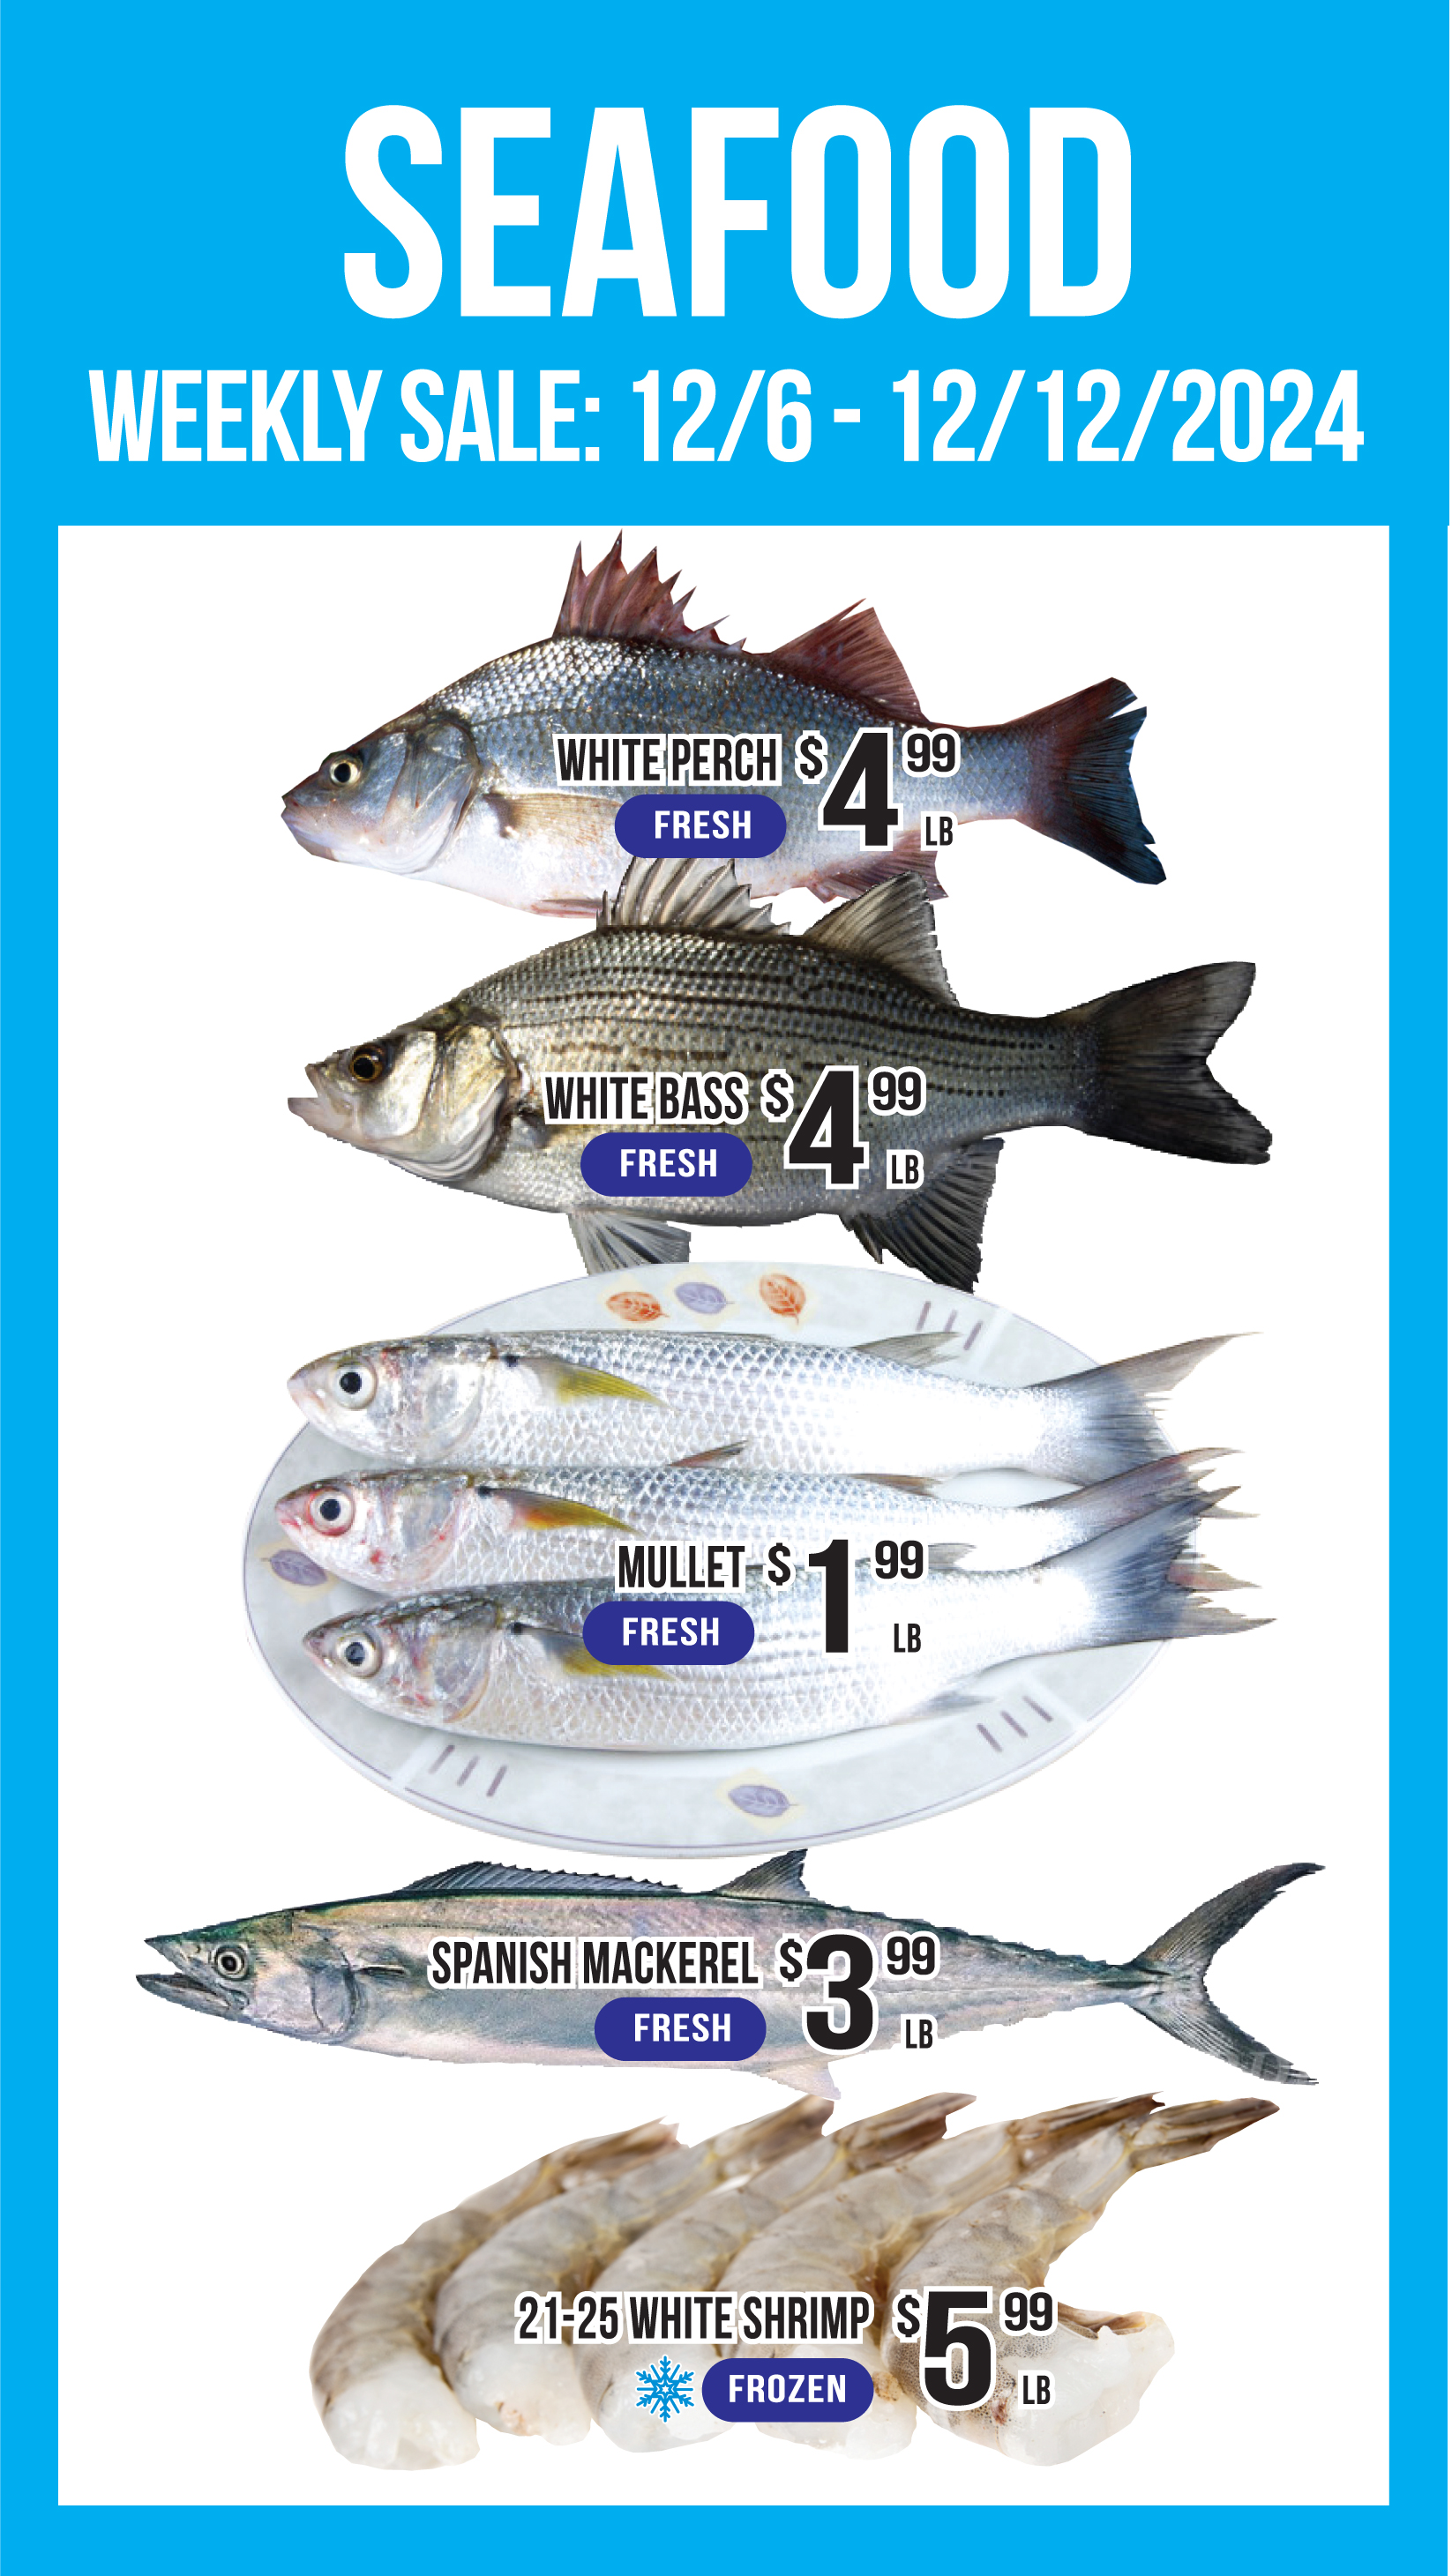 SEAFOOD
WEEKLY SALE: 12/6 - 12/12/2024
WHITE PERCH $4 99 LB
FRESH
WHITE BASS $4 99 LB
FRESH
MULLET $1 99 LB
FRESH
SPANISH MACKEREL $3 99 LB
FRESH
21-25 WHITE SHRIMP $5 99 LB
FROZEN